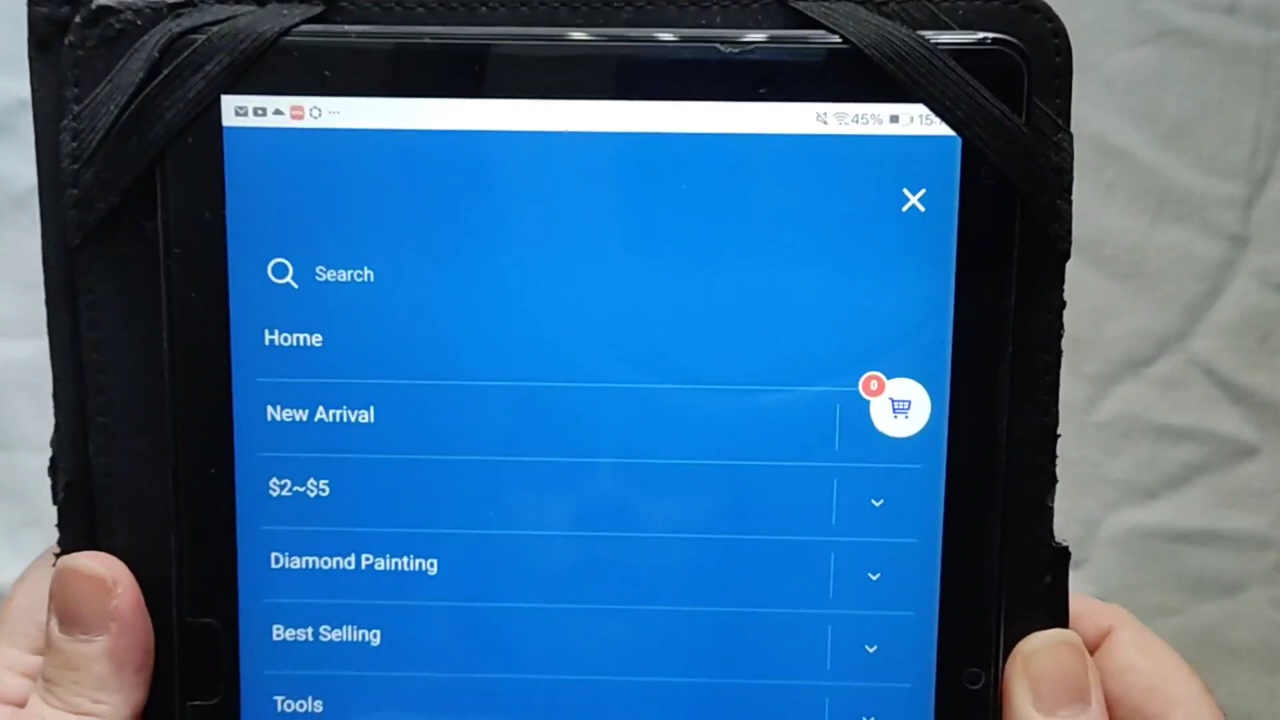 45%
Search
Home
0
New Arrival
$2~$5
Diamond Painting
Best Selling
Tools